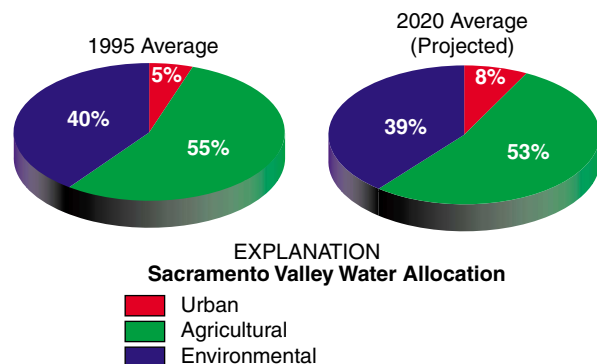 1995 Average
2020 Average
(Projected)
5%
40%
55%
8%
39%
53%
EXPLANATION
Sacramento Valley Water Allocation
Urban
Agricultural
Environmental